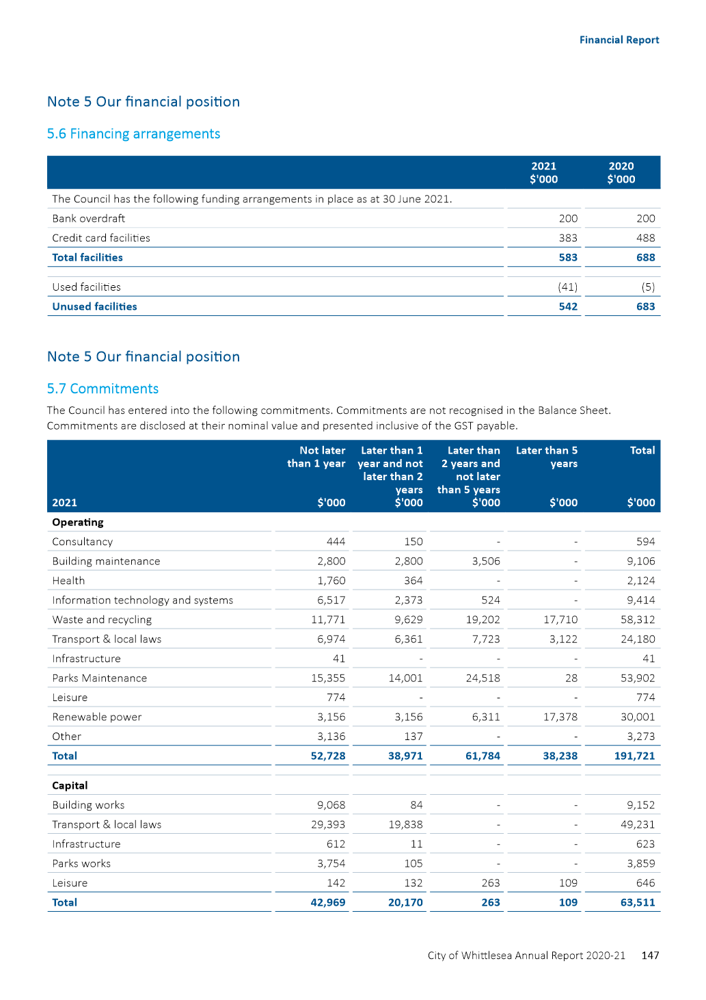 Financial Report
Note 5 Our financial position
5.6 Financing arrangements
2021 2020
$'000 $'000
The Council has the following funding arrangements in place as at 30 June 2021.
Bank overdraft 200 200
Credit card facilities 383 488
Total facilities 583 688
Used facilities (41) (5)
Unused facilities 542 683
Note 5 Our financial position
5.7 Commitments
The Council has entered into the following commitments. Commitments are not recognised in the Balance Sheet.
Commitments are disclosed at their nominal value and presented inclusive of the GST payable.
Not later Later than 1 Later than Later than 5 Total
than 1 year year and not 2 years and years
later than 2 not later
years than 5 years
2021 $'000 $'000 $'000 $'000 $'000
Operating
Consultancy 444 150 - - 594
Building maintenance 2,800 2,800 3,506 - 9,106
Health 1,760 364 - - 2,124
Information technology and systems 6,517 2,373 524 - 9,414
Waste and recycling 11,771 9,629 19,202 17,710 58,312
Transport & local laws 6,974 6,361 7,723 3,122 24,180
Infrastructure 41 - - - 41
Parks Maintenance 15,355 14,001 24,518 28 53,902
Leisure 774 - - - 774
Renewable power 3,156 3,156 6,311 17,378 30,001
Other 3,136 137 - - 3,273
Total 52,728 38,971 61,784 38,238 191,721
Capital
Building works 9,068 84 - - 9,152
Transport & local laws 29,393 19,838 - - 49,231
Infrastructure 612 11 - - 623
Parks works 3,754 105 - - 3,859
Leisure 142 132 263 109 646
Total 42,969 20,170 263 109 63,511
City of Whittlesea Annual Report 2020-21 147